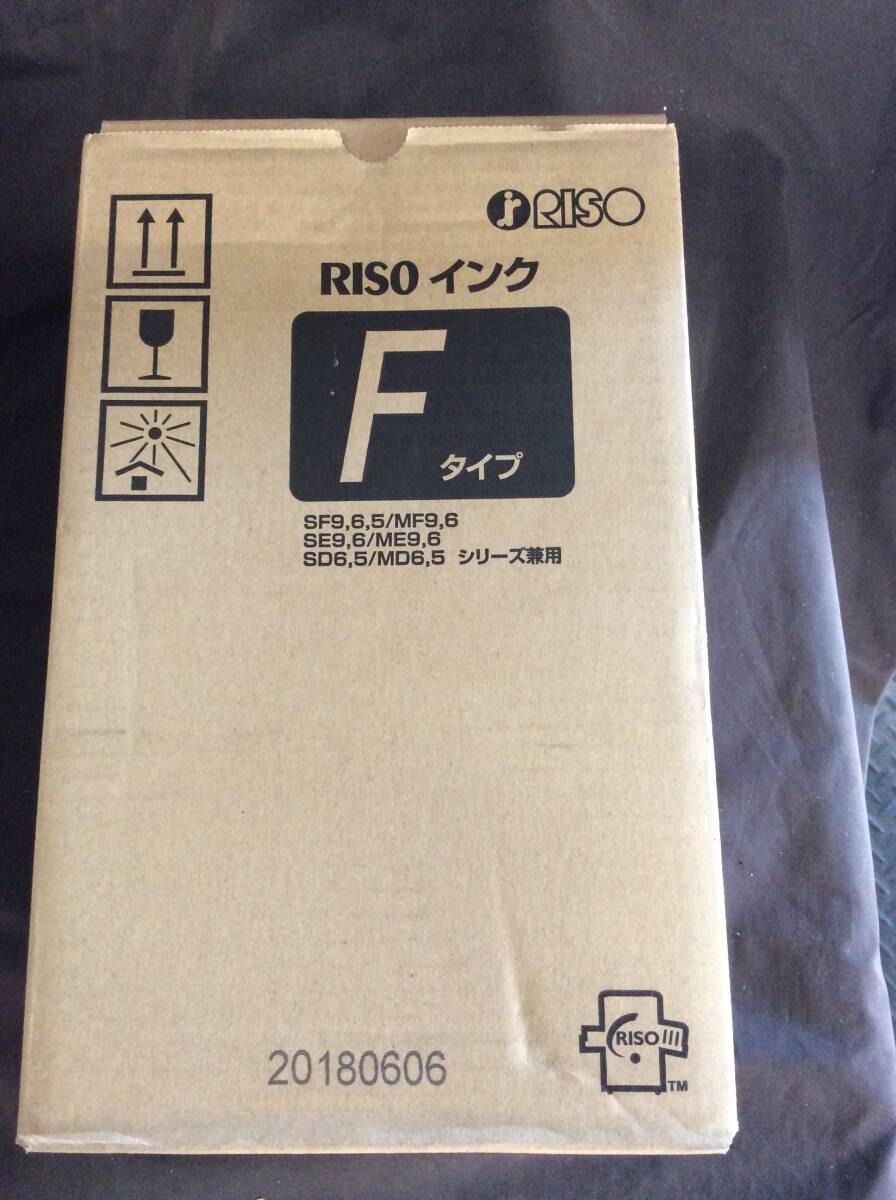 RISO
RISO インク
F
タイプ
SF9,6,5/MF9,6
SE9,6/ME9,6
SD6,5/MD6,5 シリーズ兼用
RISO
TM
20180606